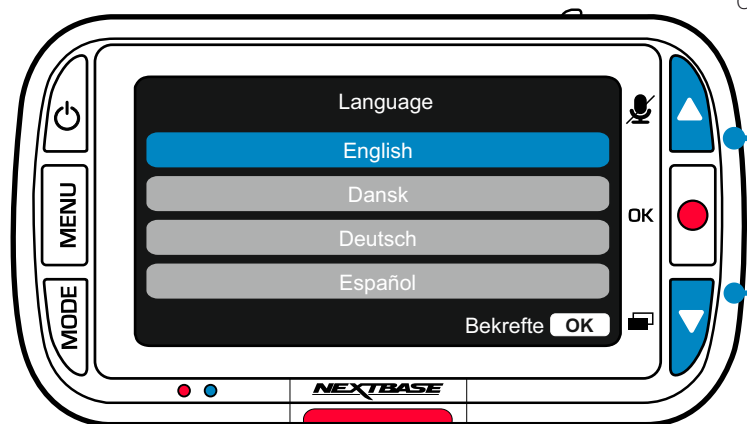 Language
English
MENU
Dansk
OK
Deutsch
Español
MODE
Bekrefte OK
NEXTBASE